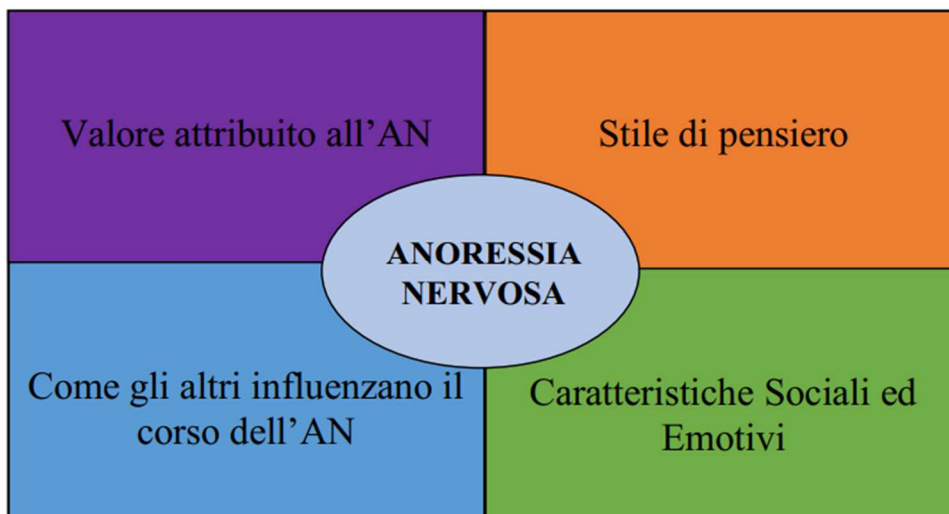 Valore attribuito all’AN
Stile di pensiero
ANORESSIA
NERVOSA
Come gli altri influenzano il
corso dell’AN
Caratteristiche Sociali ed
Emotivi